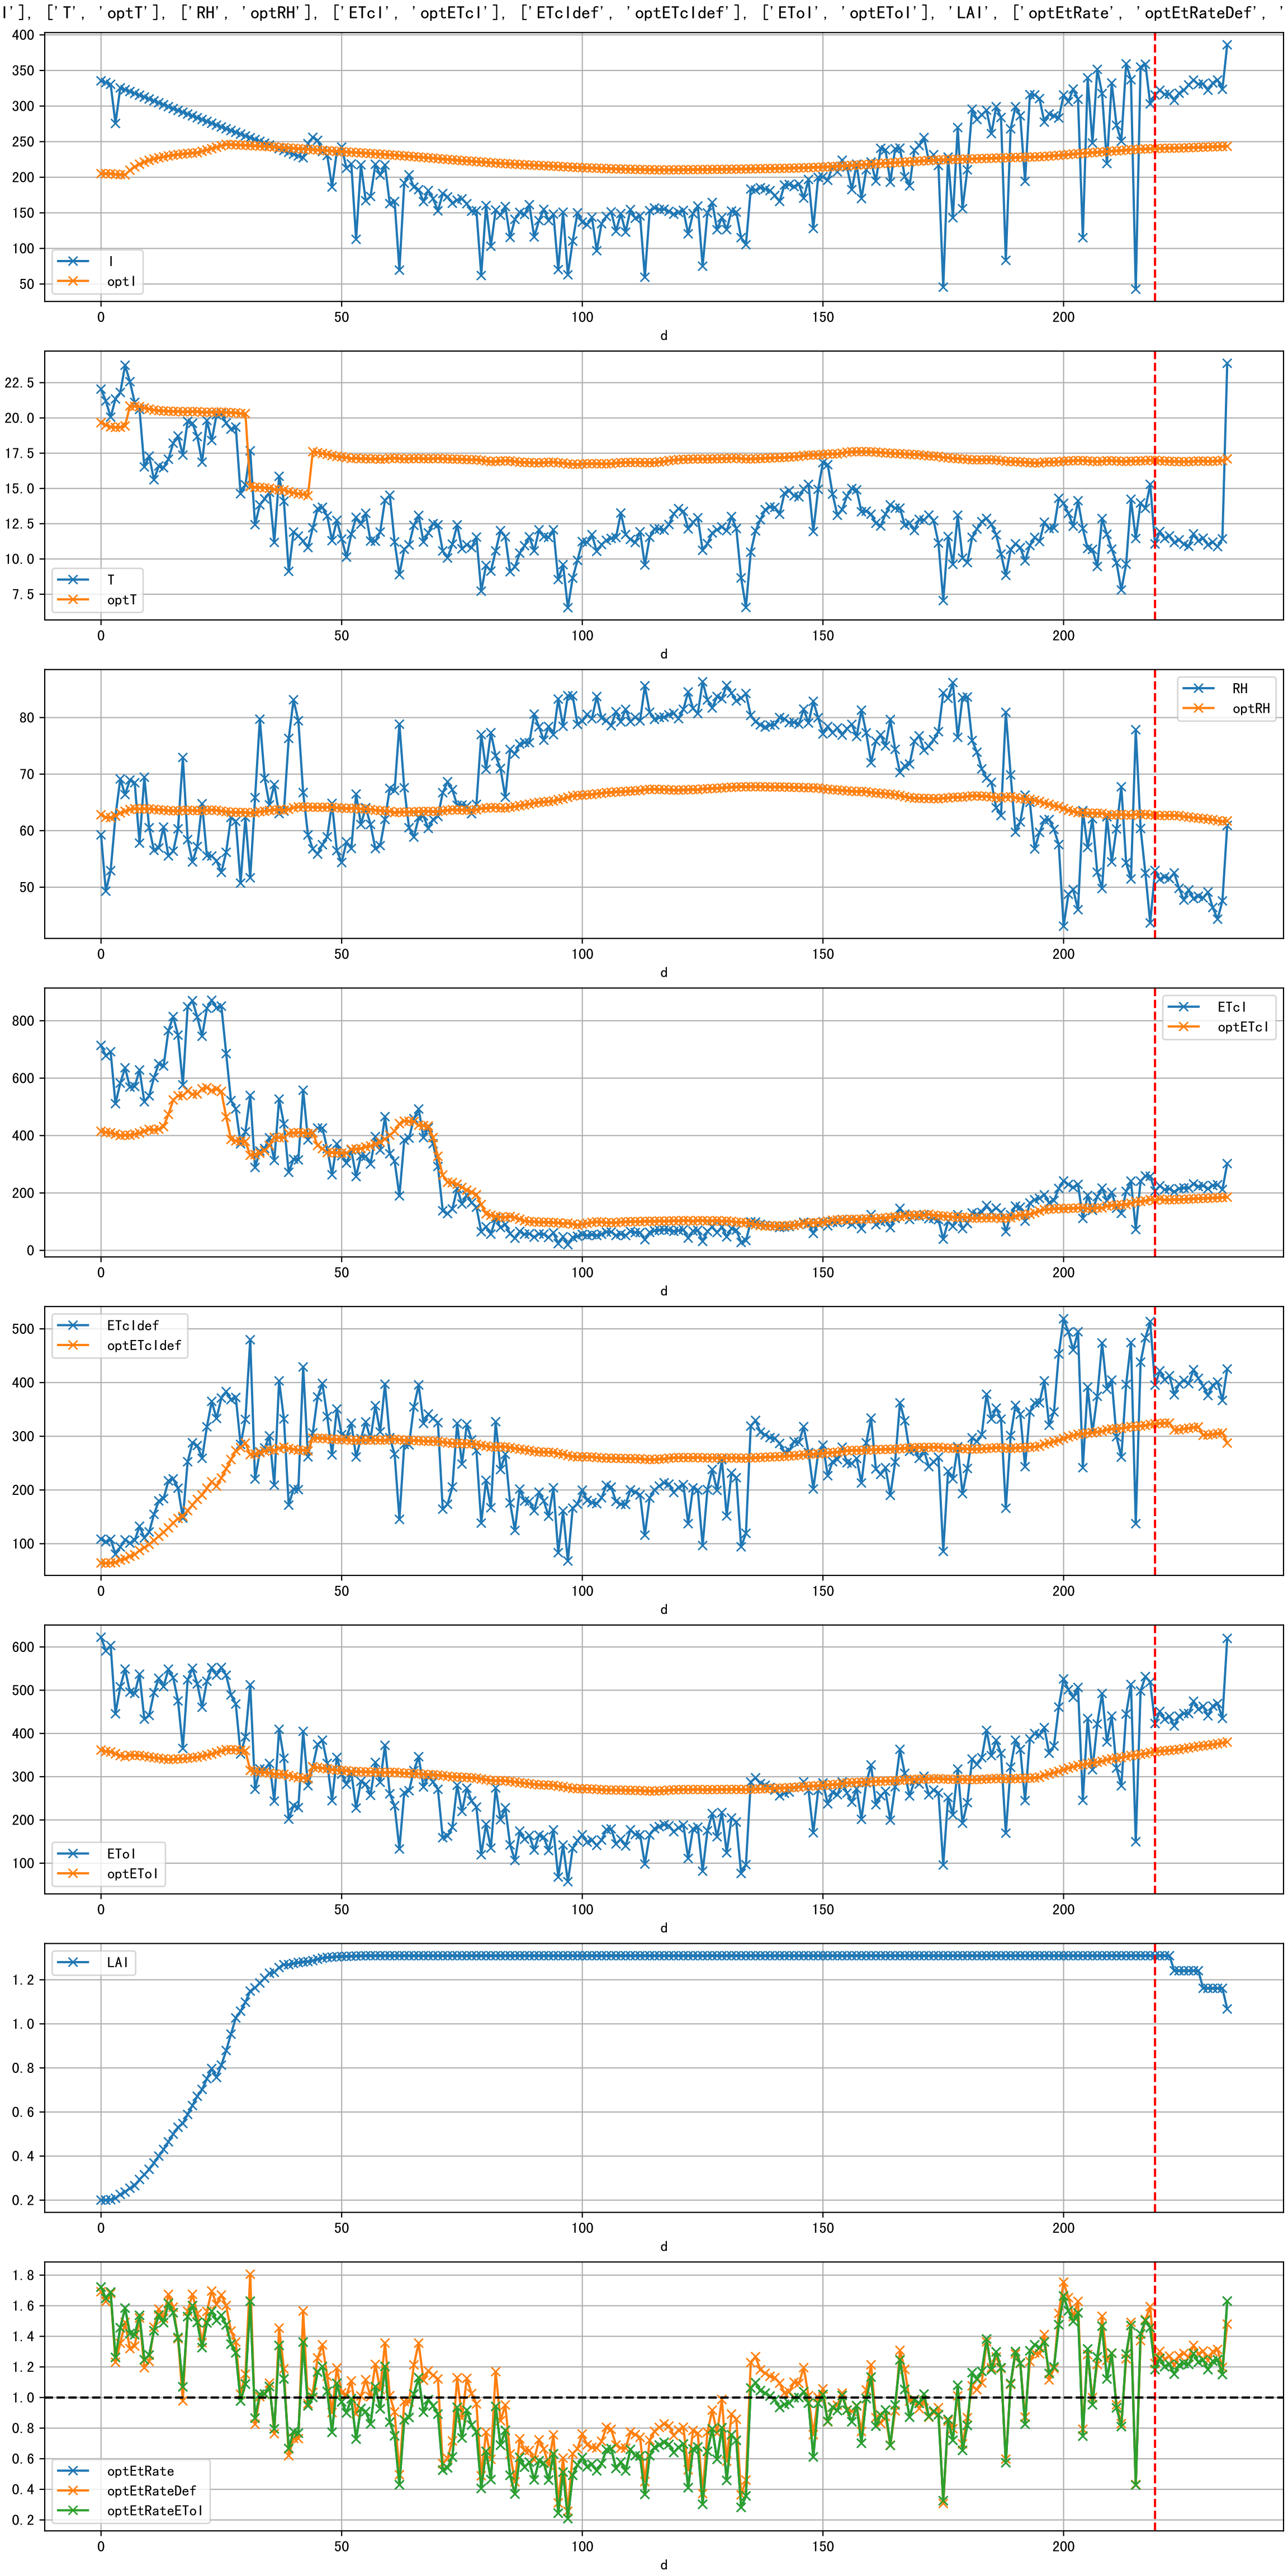 I'], ['T', 'optT'], ['RH', 'optRH'], ['ETcI', 'optETcI'], ['ETcIdef', 'optETcIdef'], ['EToI', 'optEToI'], 'LAI', ['optEtRate', 'optEtRateDef', '
400
350
300
250
200
150
100
50
I
optI
0 50 100 150 200
d
22.5
20.0
17.5
15.0
12.5
10.0
7.5
T
optT
0 50 100 150 200
d
80
70
60
50
RH
optRH
0 50 100 150 200
d
800
600
400
200
0
ETcI
optETcI
0 50 100 150 200
d
500
400
300
200
100
ETcIdef
optETcIdef
0 50 100 150 200
d
600
500
400
300
200
100
EToI
optEToI
0 50 100 150 200
d
1.2
1.0
0.8
0.6
0.4
0.2
LAI
0 50 100 150 200
d
1.8
1.6
1.4
1.2
1.0
0.8
0.6
0.4
0.2
optEtRate
optEtRateDef
optEtRateEToI
0 50 100 150 200
d